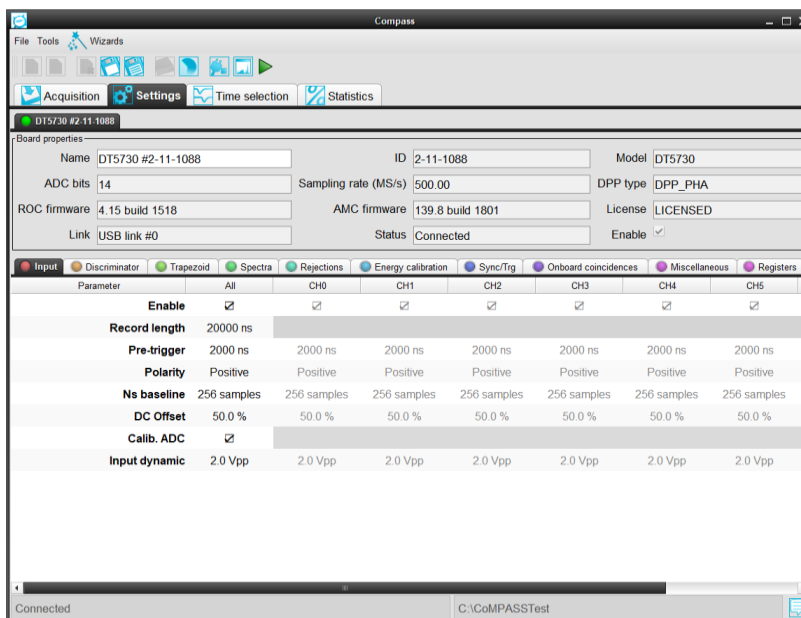 Compass
File Tools Wizards
Acquisition Settings Time selection Statistics
DT5730 #2-11-1088
Board properties
Name DT5730 #2-11-1088 ID 2-11-1088 Model DT5730
ADC bits 14 Sampling rate (MS/s) 500.00 DPP type DPP_PHA
ROC firmware 4.15 build 1518 AMC firmware 139.8 build 1801 License LICENSED
Link USB link #0 Status Connected Enable
Input Discriminator Trapezoid Spectra Rejections Energy calibration Sync/Trg Onboard coincidences Miscellaneous Registers
Parameter All CH0 CH1 CH2 CH3 CH4 CH5
Enable
Record length 20000 ns
Pre-trigger 2000 ns 2000 ns 2000 ns 2000 ns 2000 ns 2000 ns 2000 ns
Polarity Positive Positive Positive Positive Positive Positive Positive
Ns baseline 256 samples 256 samples 256 samples 256 samples 256 samples 256 samples 256 samples
DC Offset 50.0 % 50.0 % 50.0 % 50.0 % 50.0 % 50.0 % 50.0 %
Calib. ADC
Input dynamic 2.0 Vpp 2.0 Vpp 2.0 Vpp 2.0 Vpp 2.0 Vpp 2.0 Vpp 2.0 Vpp
Connected C:\CoMPASSTest